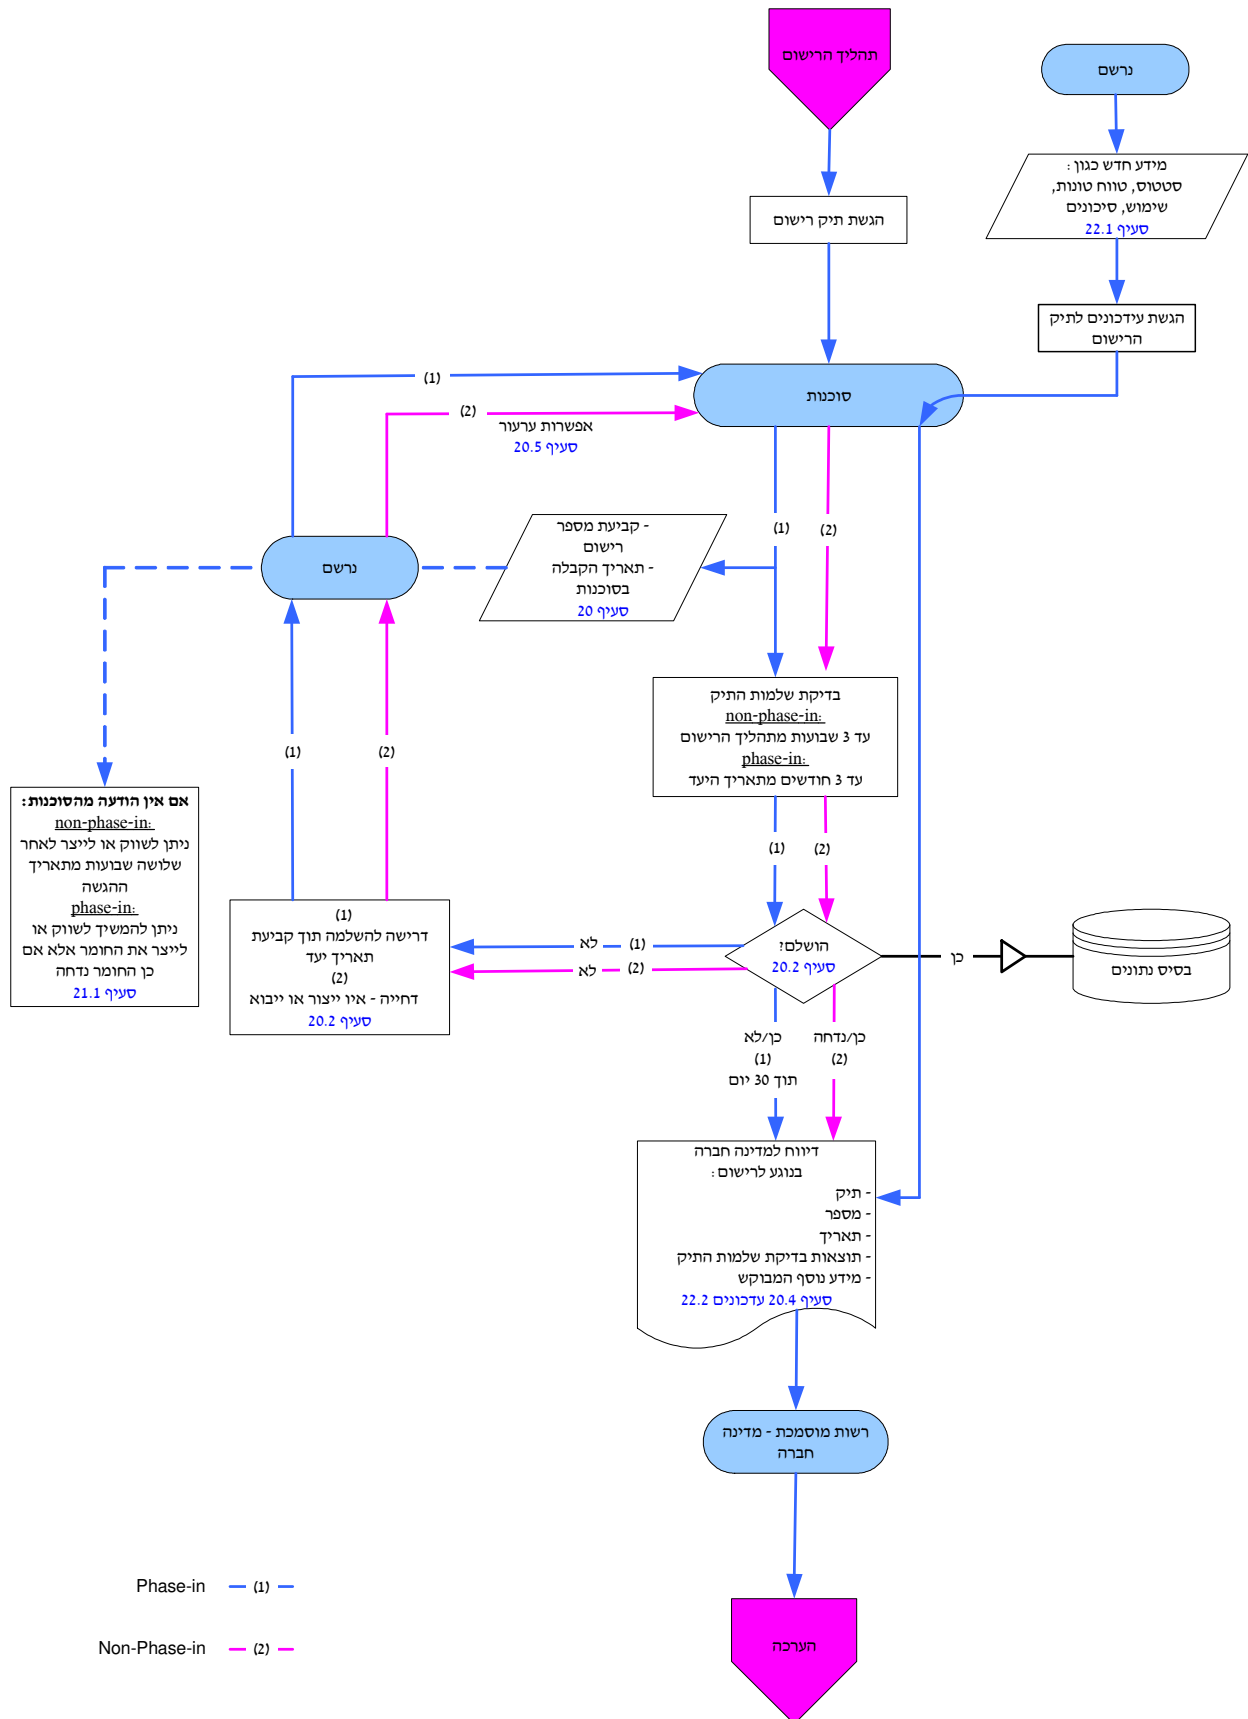 תהליך הרישום
נרשם
מידע חדש כגון :
סטטוס, טווח טונות,
שימוש, סיכונים
סעיף 22.1
הגשת תיק רישום
הגשת עידכונים לתיק
הרישום
סוכנות
(1)
(2)
אפשרות ערעור
סעיף 20.5
- קביעת מספר
רישום
- תאריך הקבלה
בסוכנות
סעיף 20
(1)
(2)
נרשם
בדיקת שלמות התיק
non-phase-in:
עד 3 שבועות מתהליך הרישום
phase-in:
עד 3 חודשים מתאריך היעד
(1)
(2)
אם אין הודעה מהסוכנות :
non-phase-in:
ניתן לשווק או לייצר לאחר
שלושה שבועות מתאריך
ההגשה
phase-in:
ניתן להמשיך לשווק או
לייצר את החומר אלא אם
כן החומר נדחה
סעיף 21.1
(1)
(2)
(1)
דרישה להשלמה תוך קביעת
תאריך יעד
(2)
דחייה - איו ייצור או ייבוא
סעיף 20.2
(1) לא
(2) לא
הושלם?
סעיף 20.2
כן
בסיס נתונים
כן/לא
(1)
תוך 30 יום
כן/נדחה
(2)
דיווח למדינה חברה
בנוגע לרישום :
- תיק
- מספר
- תאריך
- תוצאות בדיקת שלמות התיק
- מידע נוסף המבוקש
סעיף 20.4 עדכונים 22.2
רשות מוסמכת - מדינה
חברה
הערכה
Phase-in (1)
Non-Phase-in (2)